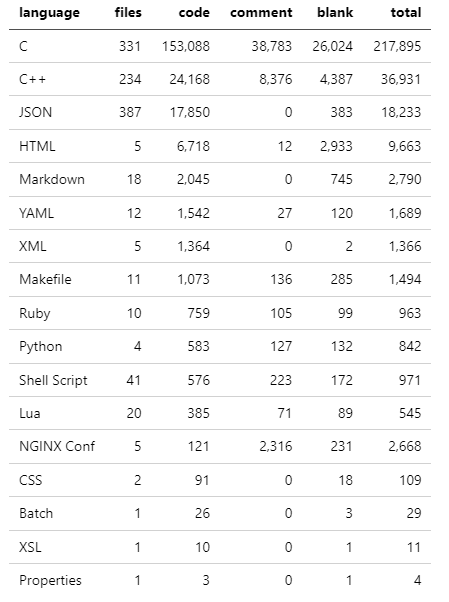 language files code comment blank total
C 331 153,088 38,783 26,024 217,895
C++ 234 24,168 8,376 4,387 36,931
JSON 387 17,850 0 383 18,233
HTML 5 6,718 12 2,933 9,663
Markdown 18 2,045 0 745 2,790
YAML 12 1,542 27 120 1,689
XML 5 1,364 0 2 1,366
Makefile 11 1,073 136 285 1,494
Ruby 10 759 105 99 963
Python 4 583 127 132 842
Shell Script 41 576 223 172 971
Lua 20 385 71 89 545
NGINX Conf 5 121 2,316 231 2,668
CSS 2 91 0 18 109
Batch 1 26 0 3 29
XSL 1 10 0 1 11
Properties 1 3 0 1 4